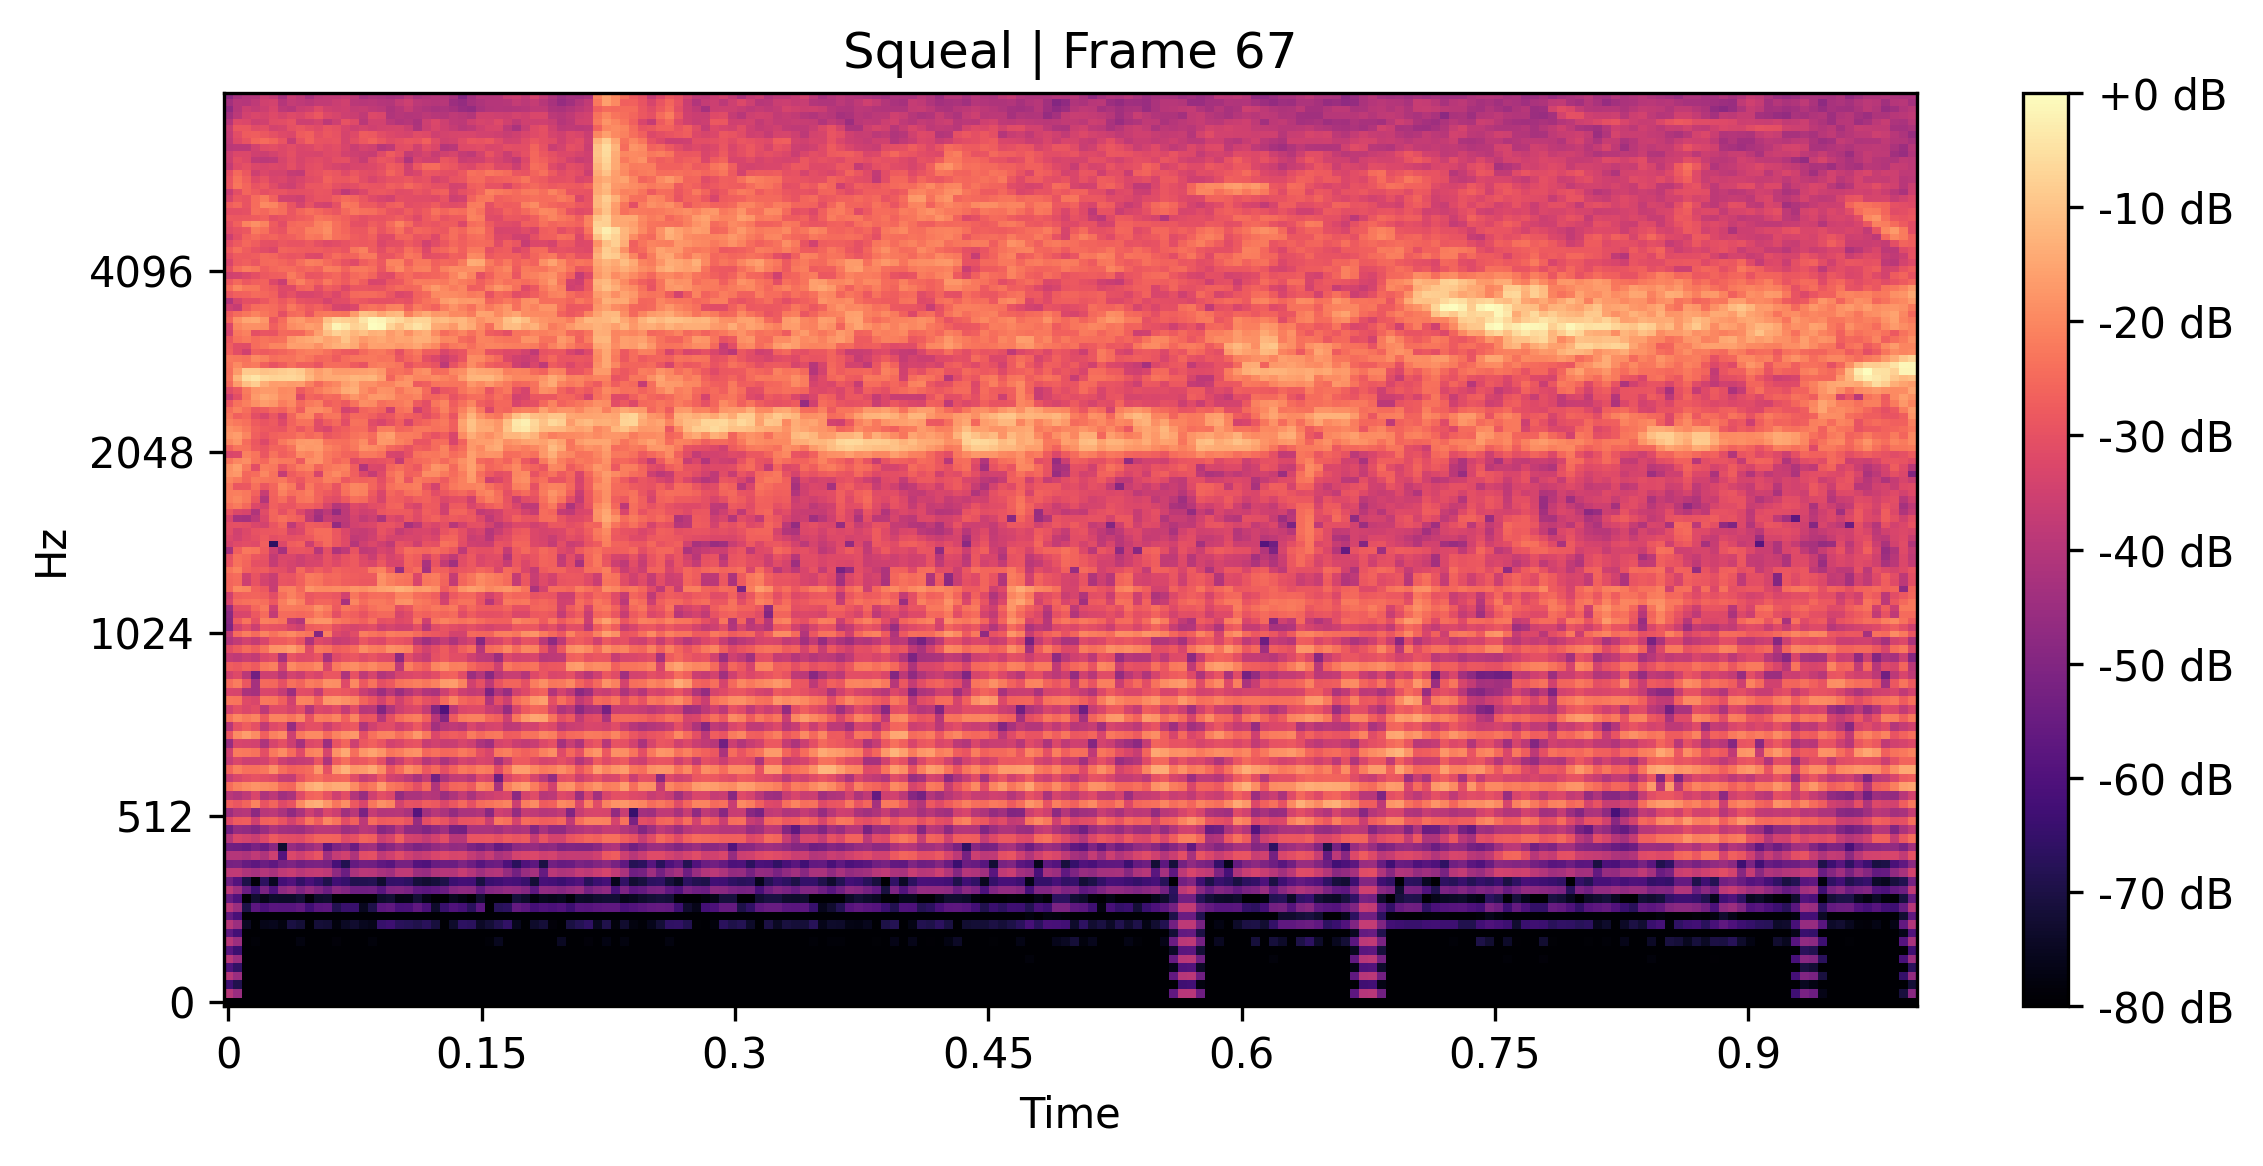 Squeal | Frame 67
+0 dB
-10 dB
-20 dB
-30 dB
-40 dB
-50 dB
-60 dB
-70 dB
-80 dB
Hz
4096
2048
1024
512
0
0 0.15 0.3 0.45 0.6 0.75 0.9
Time